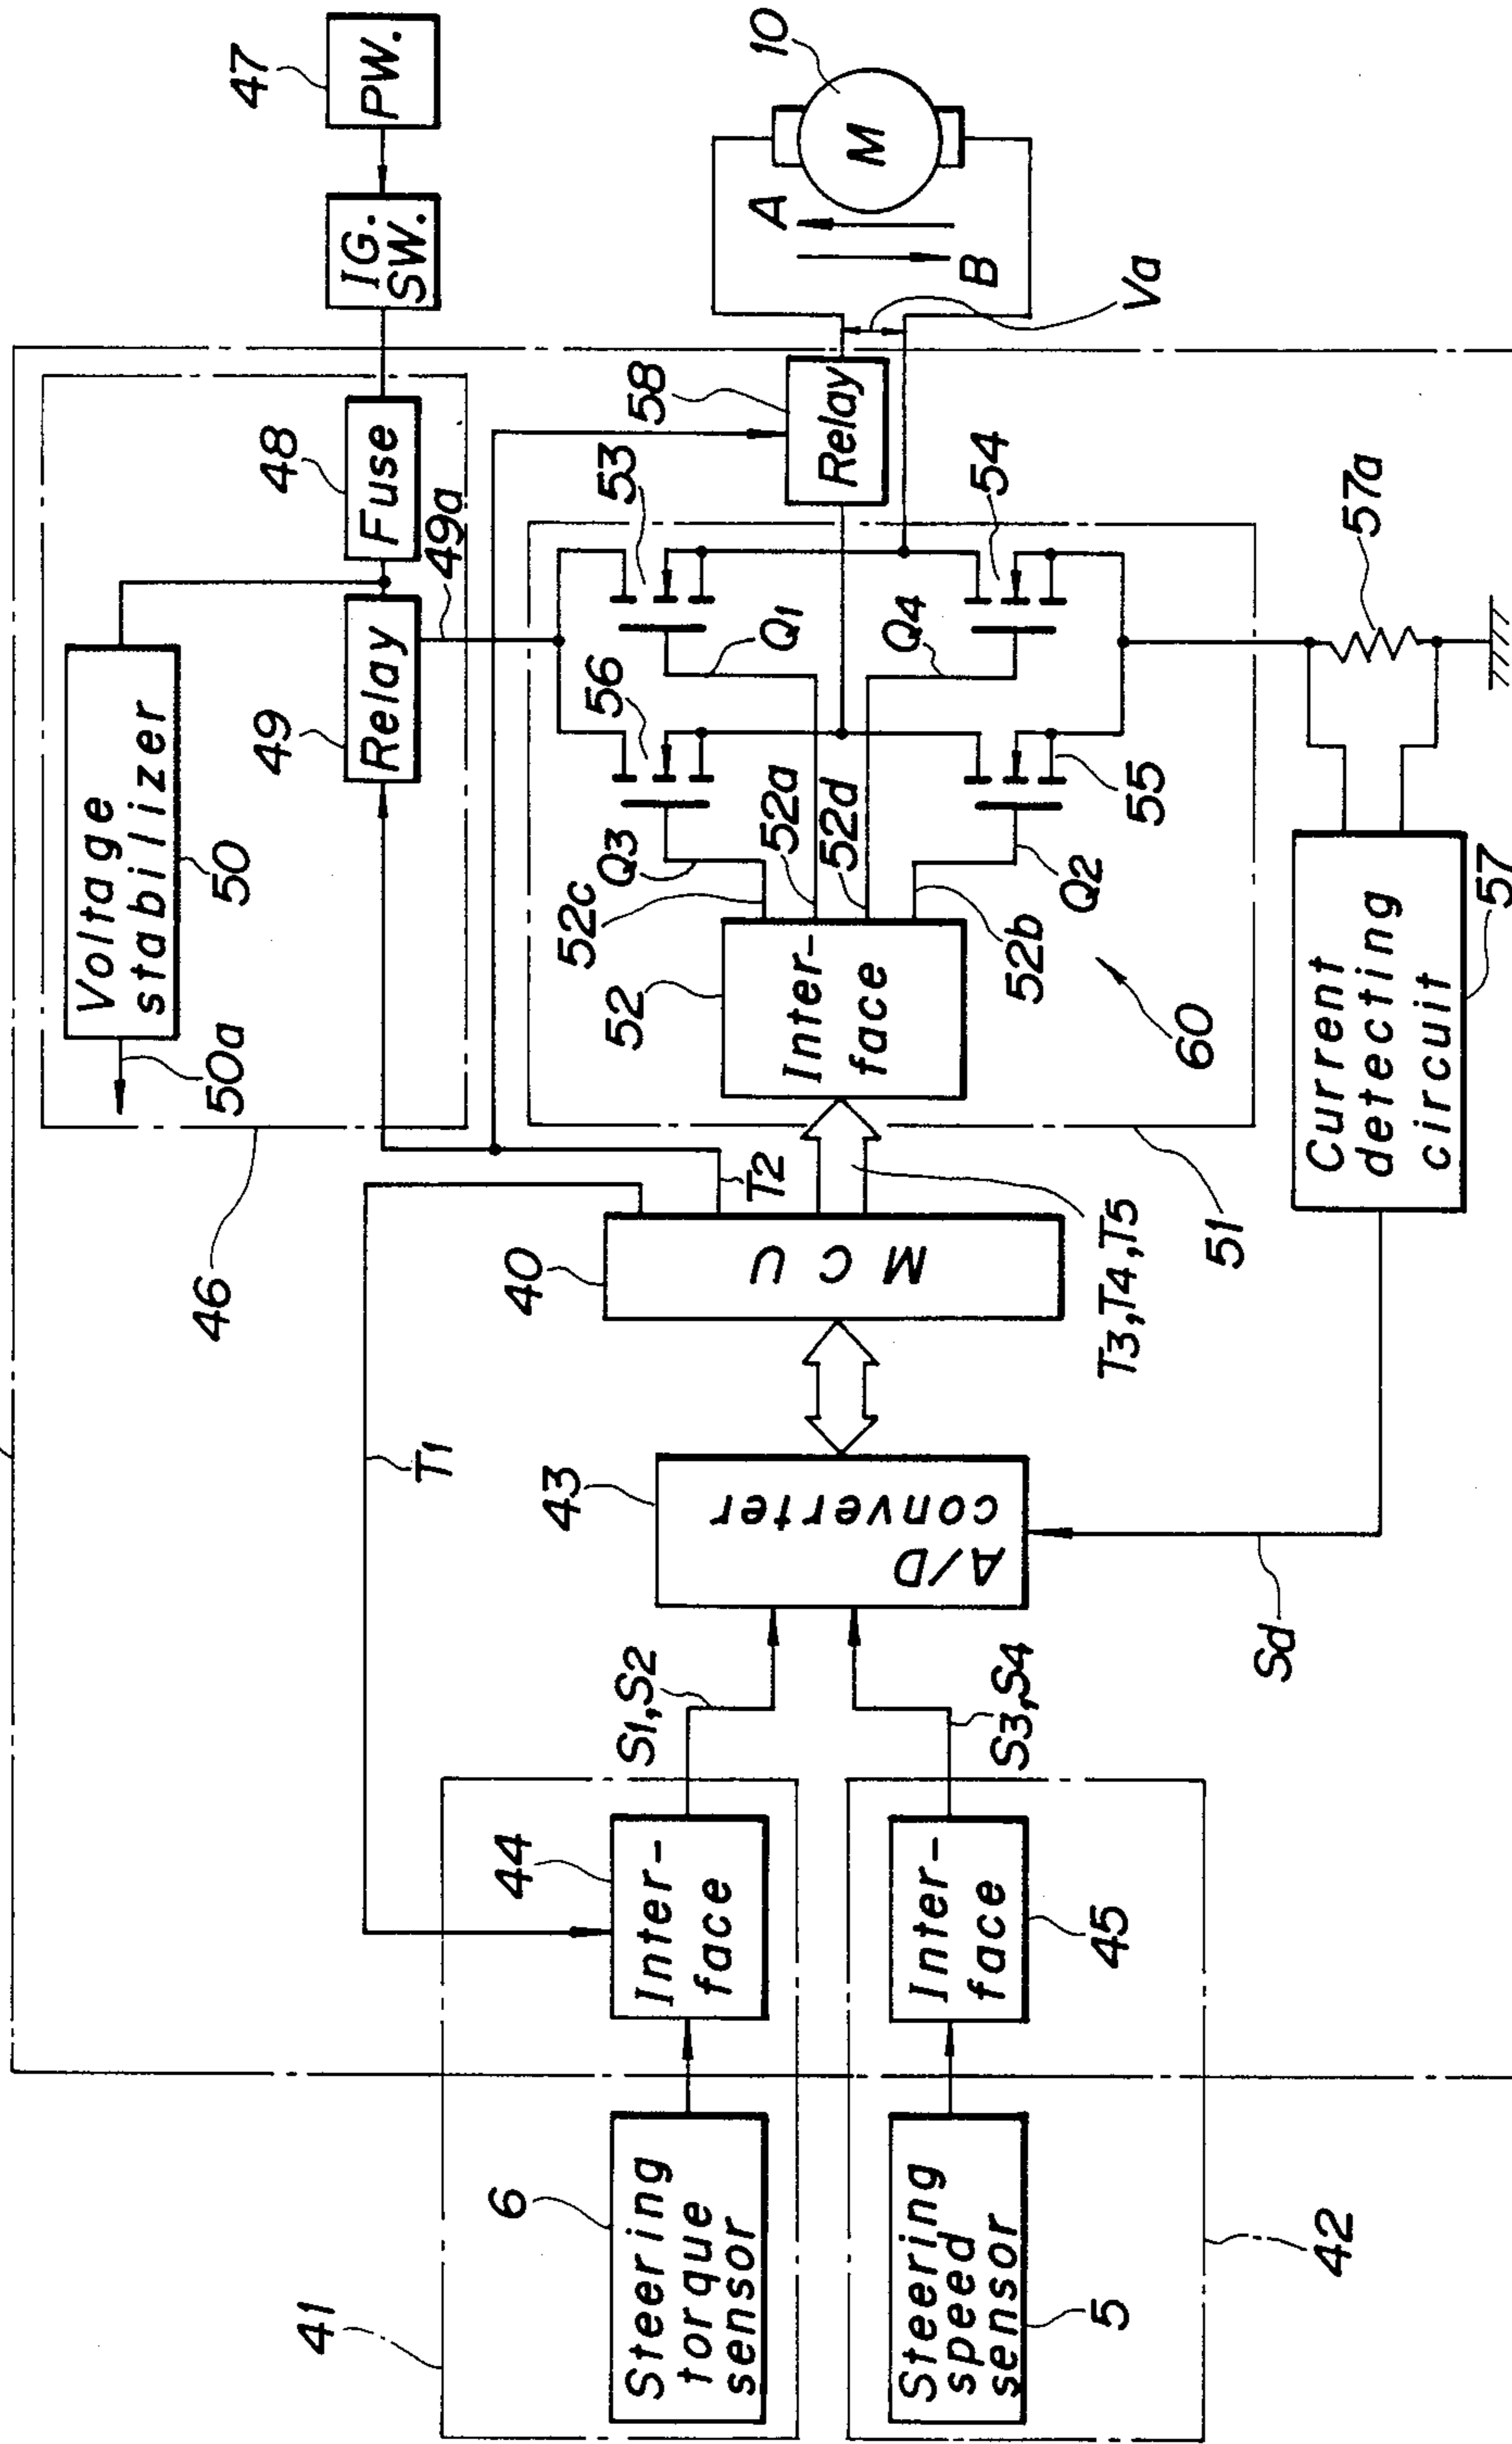 47
PW.
IG.
SW.
48
Fuse
49
Relay
49a
Voltage
stabilizer
50
50a
46
10
M
A
B
Va
58
Relay
53
54
56
55
Q1
Q4
Q3
Q2
52c
52a
52d
52b
52
Inter-
face
60
51
57a
Current
detecting
circuit
57
T1
T2
40
MCU
T3,T4,T5
43
A/D
converter
Sd
S1,S2
S3,S4
44
Inter-
face
Inter-
face
45
41
6
Steering
torque
sensor
Steering
speed
sensor
5
42